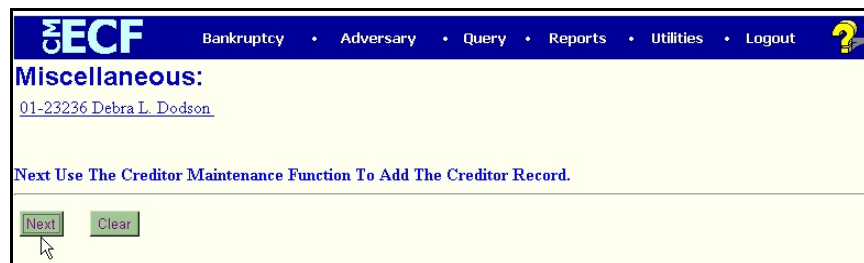 CM ECF Bankruptcy • Adversary • Query • Reports • Utilities • Logout ?
Miscellaneous:
01-23236 Debra L. Dodson
Next Use The Creditor Maintenance Function To Add The Creditor Record.
Next Clear